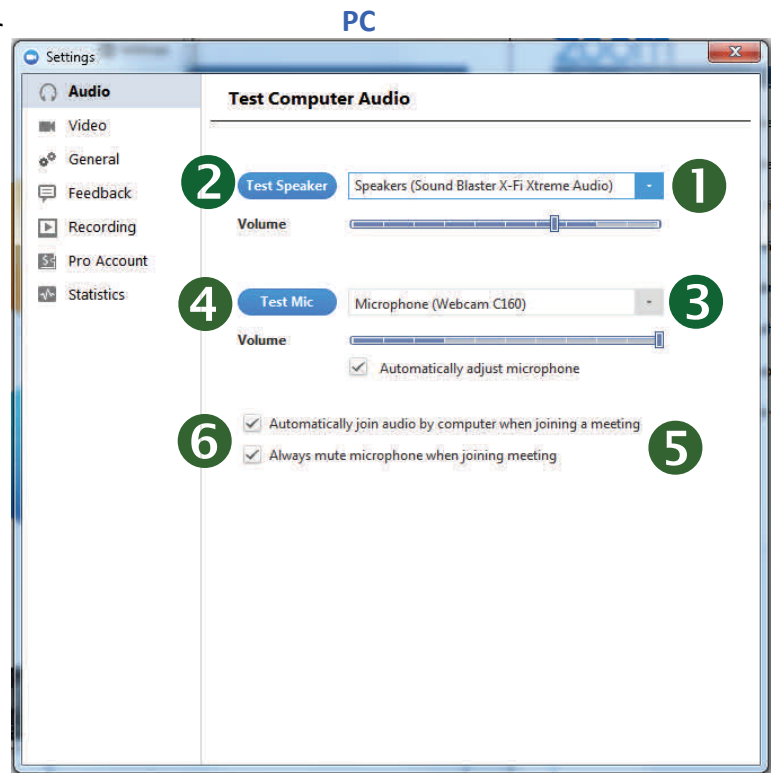 PC
Settings
zoom
Audio
Test Computer Audio
Video
General
Feedback
Recording
Pro Account
Statistics
2 Test Speaker Speakers (Sound Blaster X-Fi Xtreme Audio) 1
Volume
4 Test Mic Microphone (Webcam C160) 3
Volume
Automatically adjust microphone
6 Automatically join audio by computer when joining a meeting 5
Always mute microphone when joining meeting